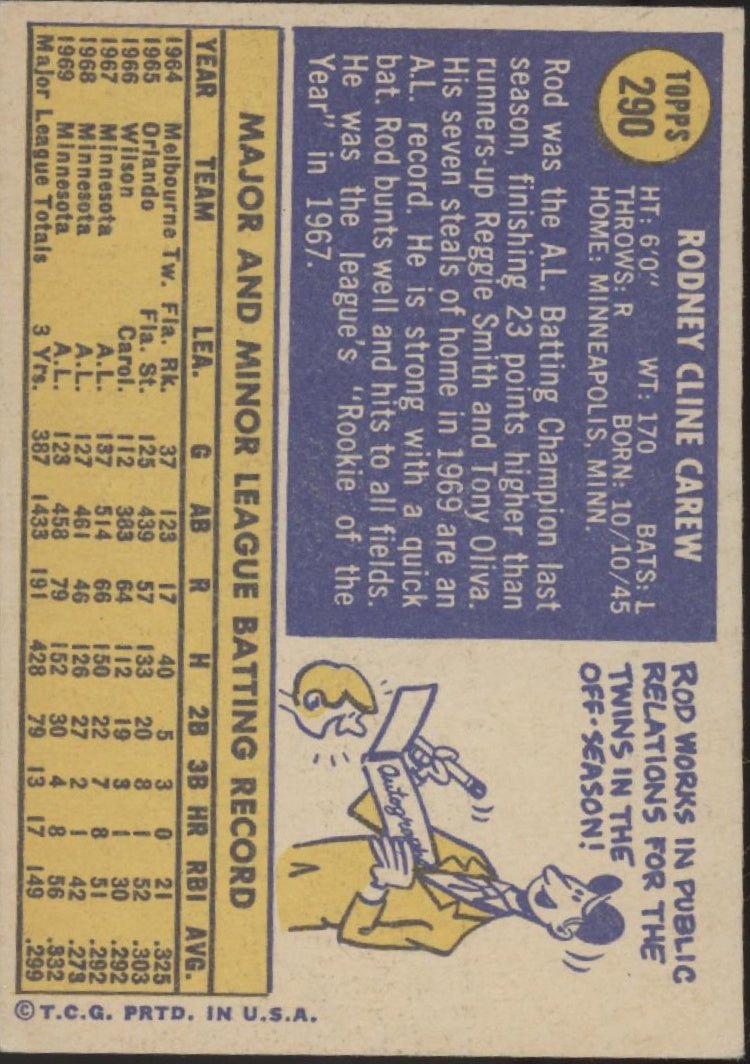 TOPPS
290
RODNEY CLINE CAREW
HT: 6'0" WT: 170 BATS: L
THROWS: R BORN: 10/10/45
HOME: MINNEAPOLIS, MINN.
Rod was the A.L. Batting Champion last
season, finishing 23 points higher than
runners-up Reggie Smith and Tony Oliva.
His seven steals of home in 1969 are an
A.L. record. He is strong with a quick
bat. Rod bunts well and hits to all fields.
He was the league's "Rookie of the
Year" in 1967.
ROD WORKS IN PUBLIC
RELATIONS FOR THE
TWINS IN THE
OFF-SEASON!
Autographs
MAJOR AND MINOR LEAGUE BATTING RECORD
YEAR TEAM LEA. G AB R H 2B 3B HR RBI AVG.
1964 Melbourne Tw. Fla. Rk. 37 123 17 40 5 3 0 21 .325
1965 Orlando Fla. St. 125 439 57 133 20 8 1 52 .303
1966 Wilson Carol. 112 383 64 112 19 3 1 30 .292
1967 Minnesota A.L. 137 514 66 150 22 7 8 51 .292
1968 Minnesota A.L. 127 461 46 126 27 2 1 42 .273
1969 Minnesota A.L. 123 458 79 152 30 4 8 56 .332
Major League Totals 3 Yrs. 387 1433 191 428 79 13 17 149 .299
© T.C.G. PRTD. IN U.S.A.